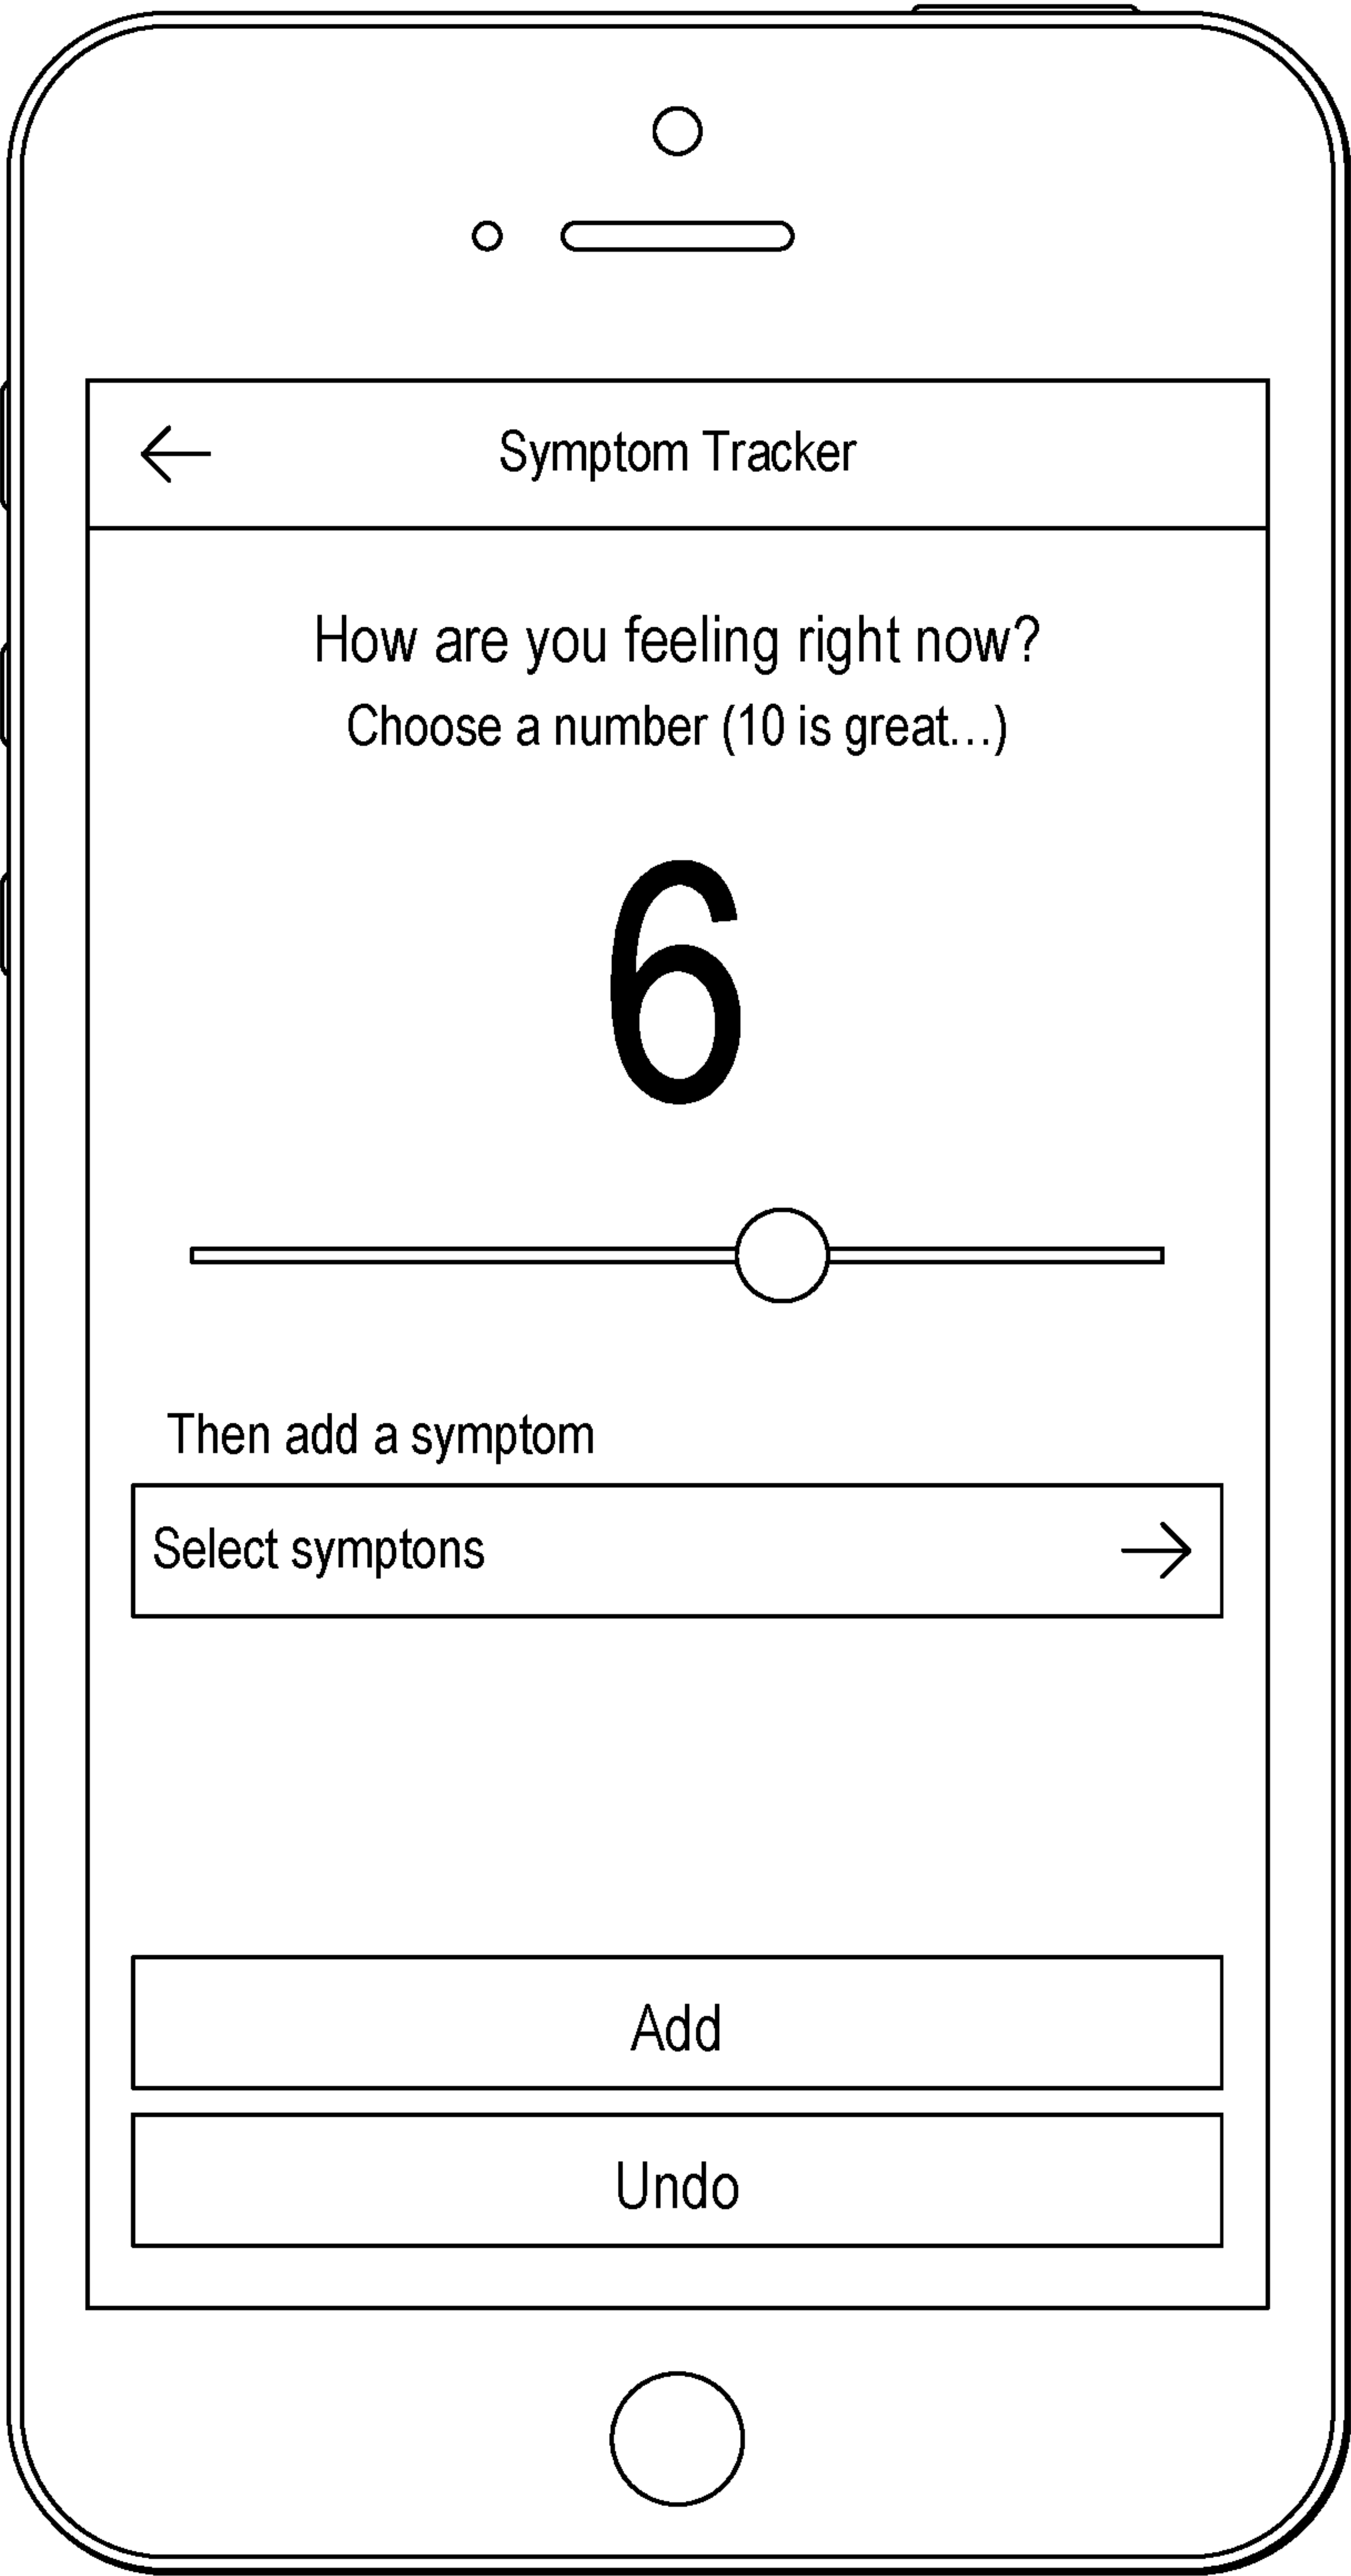 Symptom Tracker
How are you feeling right now?
Choose a number (10 is great...)
6
Then add a symptom
Select symptons
Add
Undo